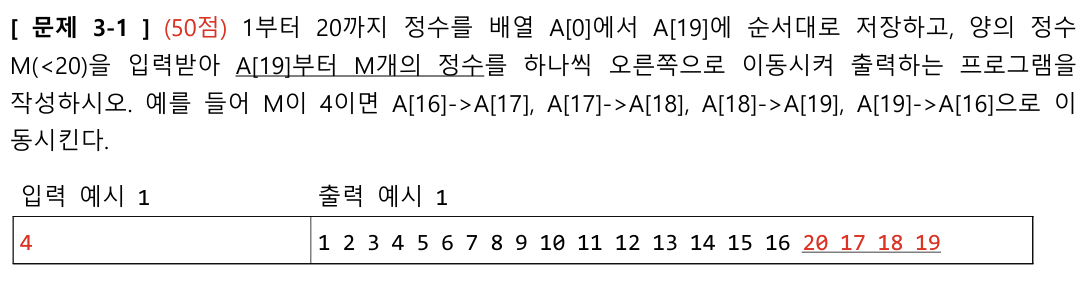 [ 문제 3-1 ] (50점) 1부터 20까지 정수를 배열 A[0]에서 A[19]에 순서대로 저장하고, 양의 정수
M(<20)을 입력받아 A[19]부터 M개의 정수를 하나씩 오른쪽으로 이동시켜 출력하는 프로그램을
작성하시오. 예를 들어 M이 4이면 A[16]->A[17], A[17]->A[18], A[18]->A[19], A[19]->A[16]으로 이
동시킨다.
입력 예시 1 출력 예시 1
4 1 2 3 4 5 6 7 8 9 10 11 12 13 14 15 16 20 17 18 19